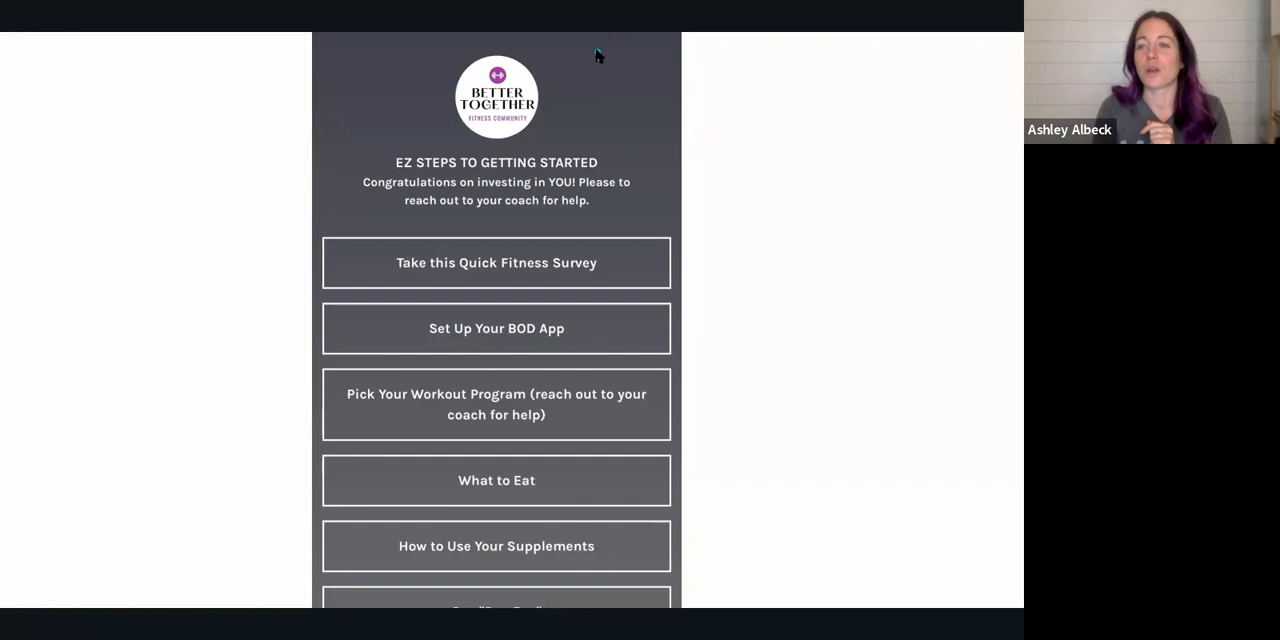 BETTER
TOGETHER
FITNESS COMMUNITY
EZ STEPS TO GETTING STARTED
Congratulations on investing in YOU! Please to
reach out to your coach for help.
Take this Quick Fitness Survey
Set Up Your BOD App
Pick Your Workout Program (reach out to your
coach for help)
What to Eat
How to Use Your Supplements
Ashley Albeck